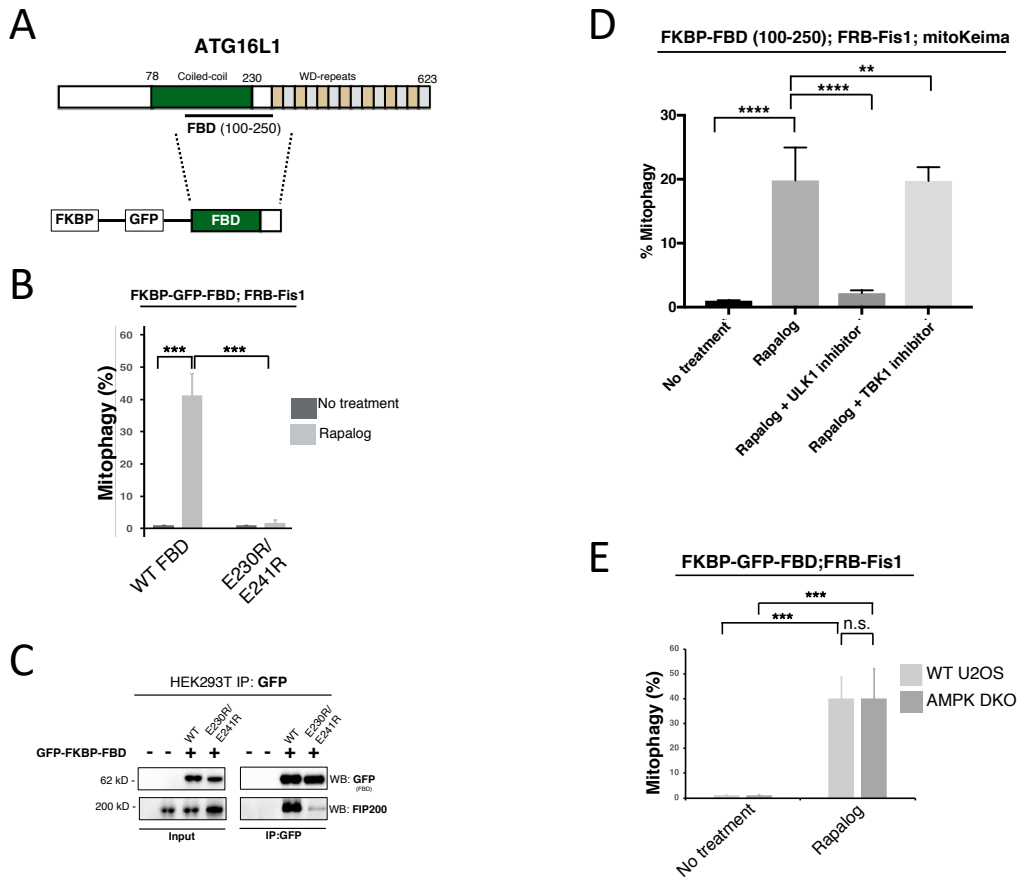 A
ATG16L1
78 Coiled-coil 230 WD-repeats 623
FBD (100-250)
FKBP GFP FBD
B
FKBP-GFP-FBD; FRB-Fis1
Mitophagy (%)
60
50
40
30
20
10
0
*** ***
No treatment
Rapalog
WT FBD
E230R/
E241R
C
HEK293T IP: GFP
WT E230R/
E241R
WT E230R/
E241R
GFP-FKBP-FBD - - + + - - + +
62 kD - WB: GFP
(FBD)
200 kD - WB: FIP200
Input IP:GFP
D
FKBP-FBD (100-250); FRB-Fis1; mitoKeima
**
****
****
% Mitophagy
30
20
10
0
No treatment
Rapalog
Rapalog + ULK1 inhibitor
Rapalog + TBK1 inhibitor
E
FKBP-GFP-FBD;FRB-Fis1
***
***
n.s.
Mitophagy (%)
60
50
40
30
20
10
0
WT U2OS
AMPK DKO
No treatment
Rapalog